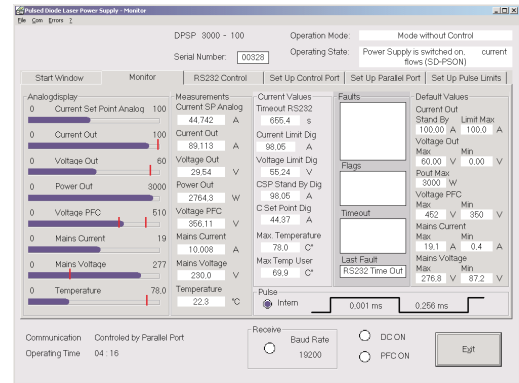 Pulsed Diode Laser Power Supply - Monitor
File Com Errors ?
DPSP 3000 - 100
Operation Mode: Mode without Control
Serial Number: 00328
Operating State: Power Supply is switched on, current flows (SD-PSON)
Start Window Monitor RS232 Control Set Up Control Port Set Up Parallel Port Set Up Pulse Limits
Analogdisplay
0 Current Set Point Analog 100
0 Current Out 100
0 Voltage Out 60
0 Power Out 3000
0 Voltage PFC 510
0 Mains Current 19
0 Mains Voltage 277
0 Temperature 78.0
Measurements
Current SP Analog
44,742 A
Current Out
89,113 A
Voltage Out
29,54 V
Power Out
2764,3 W
Voltage PFC
356,11 V
Mains Current
10,008 A
Mains Voltage
230,0 V
Temperature
22,3 °C
Current Values
Timeout RS232
655,4 s
Current Limit Dig
98,05 A
Voltage Limit Dig
55,24 V
CSP Stand By Dig
98,05 A
C Set Point Dig
44,37 A
Max. Temperature
78,0 C°
Max Temp User
69,9 C°
Faults
Flags
Timeout
Last Fault
RS232 Time Out
Default Values
Current Out
Stand By Limit Max
100,00 A 100,0 A
Voltage Out
Max Min
60,00 V 0,00 V
Pout Max
3000 W
Voltage PFC
Max Min
452 V 350 V
Mains Current
Max Min
19,1 A 0,4 A
Mains Voltage
Max Min
276,8 V 87,2 V
Pulse
Intern 0.001 ms 0.256 ms
Communication Controled by Parallel Port
Operating Time 04 : 16
Receive
Baud Rate
19200
DC ON
PFC ON
Exit